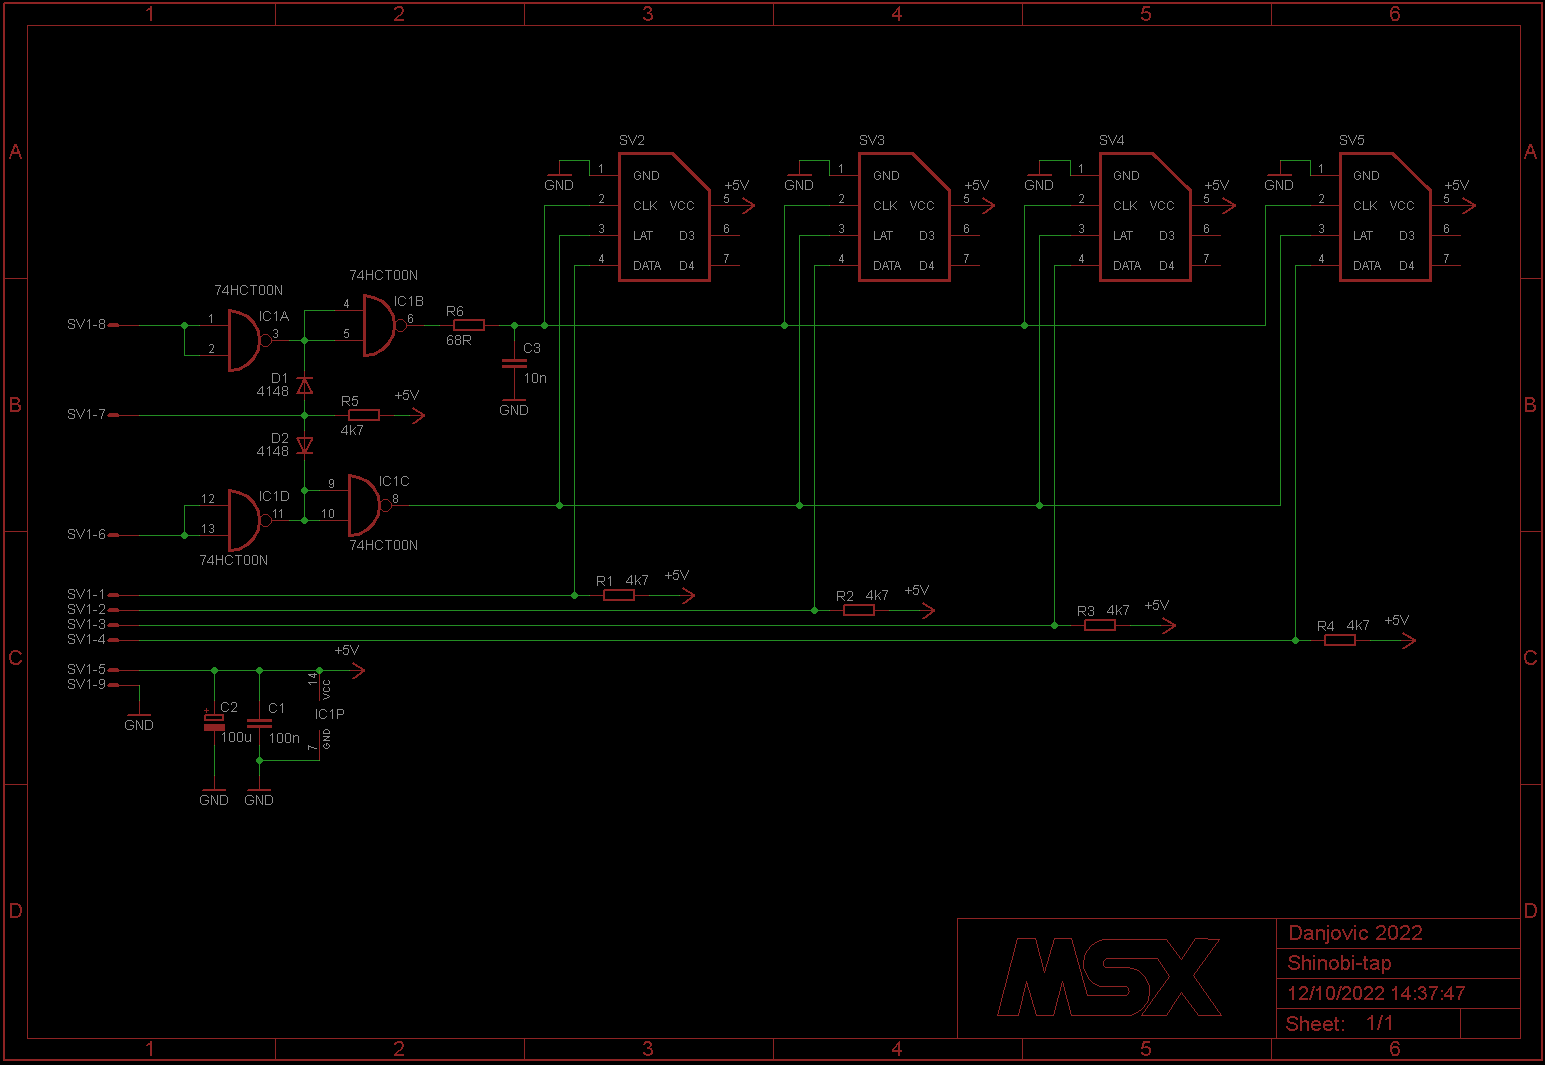 1 2 3 4 5 6
A A
SV2 SV3 SV4 SV5
1 GND 1 GND 1 GND 1 GND
GND +5V GND +5V GND +5V GND +5V
2 CLK VCC 5 2 CLK VCC 5 2 CLK VCC 5 2 CLK VCC 5
3 LAT D3 6 3 LAT D3 6 3 LAT D3 6 3 LAT D3 6
4 DATA D4 7 4 DATA D4 7 4 DATA D4 7 4 DATA D4 7
74HCT00N
74HCT00N
4 IC1B
R6
1 IC1A 6
SV1-8
3 5 68R
2 C3
D1 10n
4148
R5 +5V
B B
SV1-7 GND
4k7
D2
4148
9 IC1C
12 IC1D 8
11 10
13
SV1-6
74HCT00N
74HCT00N
R1 4k7 +5V
SV1-1
R2 4k7 +5V
SV1-2
R3 4k7 +5V
SV1-3
R4 4k7 +5V
SV1-4
+5V
C C
SV1-5
14 VCC
SV1-9
+ C2 C1 IC1P
GND
100u 100n
7 GND
GND GND
D D
MSX
Danjovic 2022
Shinobi-tap
12/10/2022 14:37:47
Sheet: 1/1
1 2 3 4 5 6